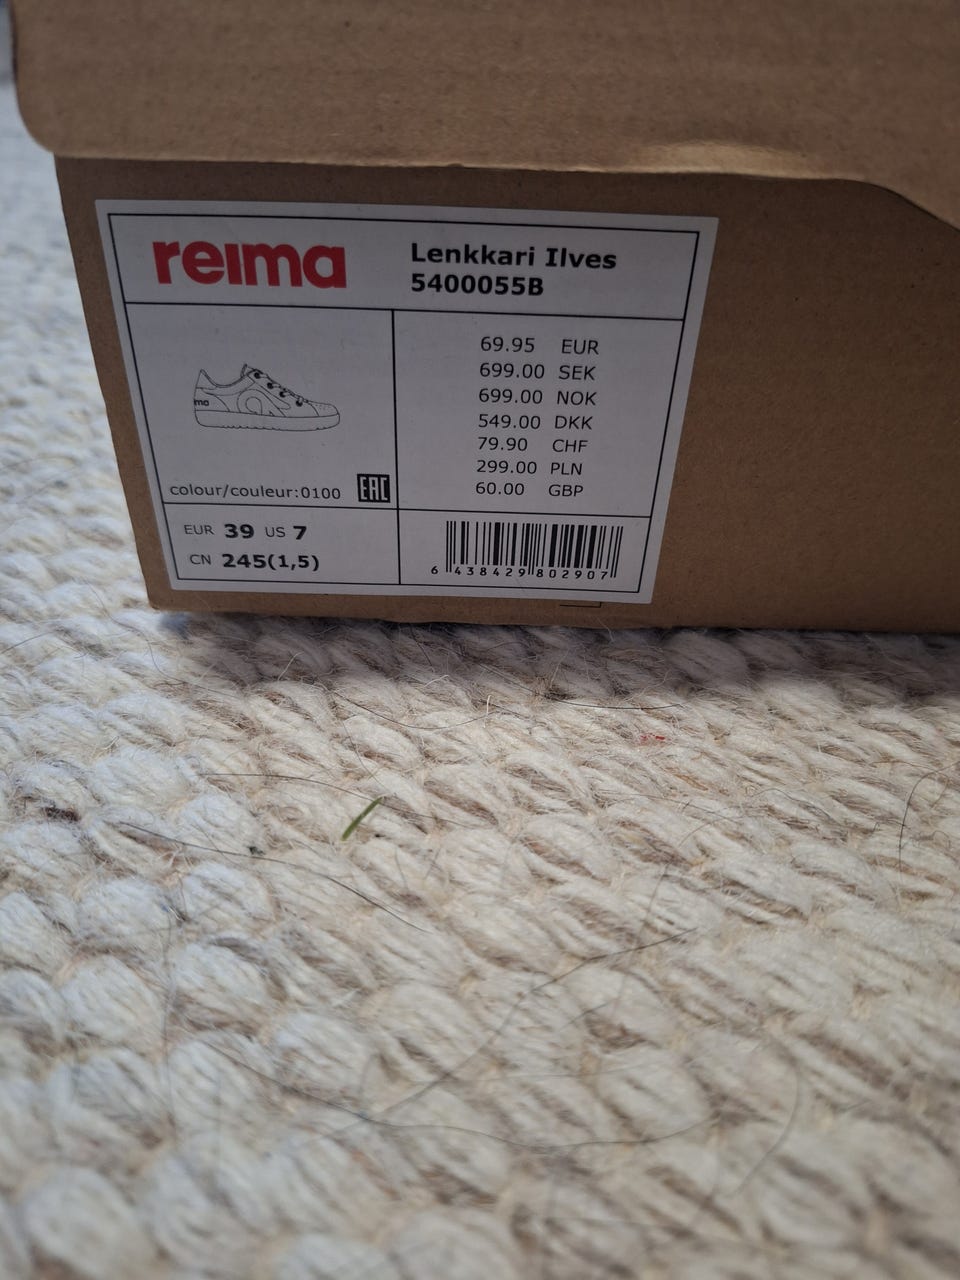 reima
Lenkkari Ilves
5400055B
69.95 EUR
699.00 SEK
699.00 NOK
549.00 DKK
79.90 CHF
299.00 PLN
60.00 GBP
ma
colour/couleur:0100 EAC
EUR 39 US 7
CN 245(1,5)
6 438429 802907